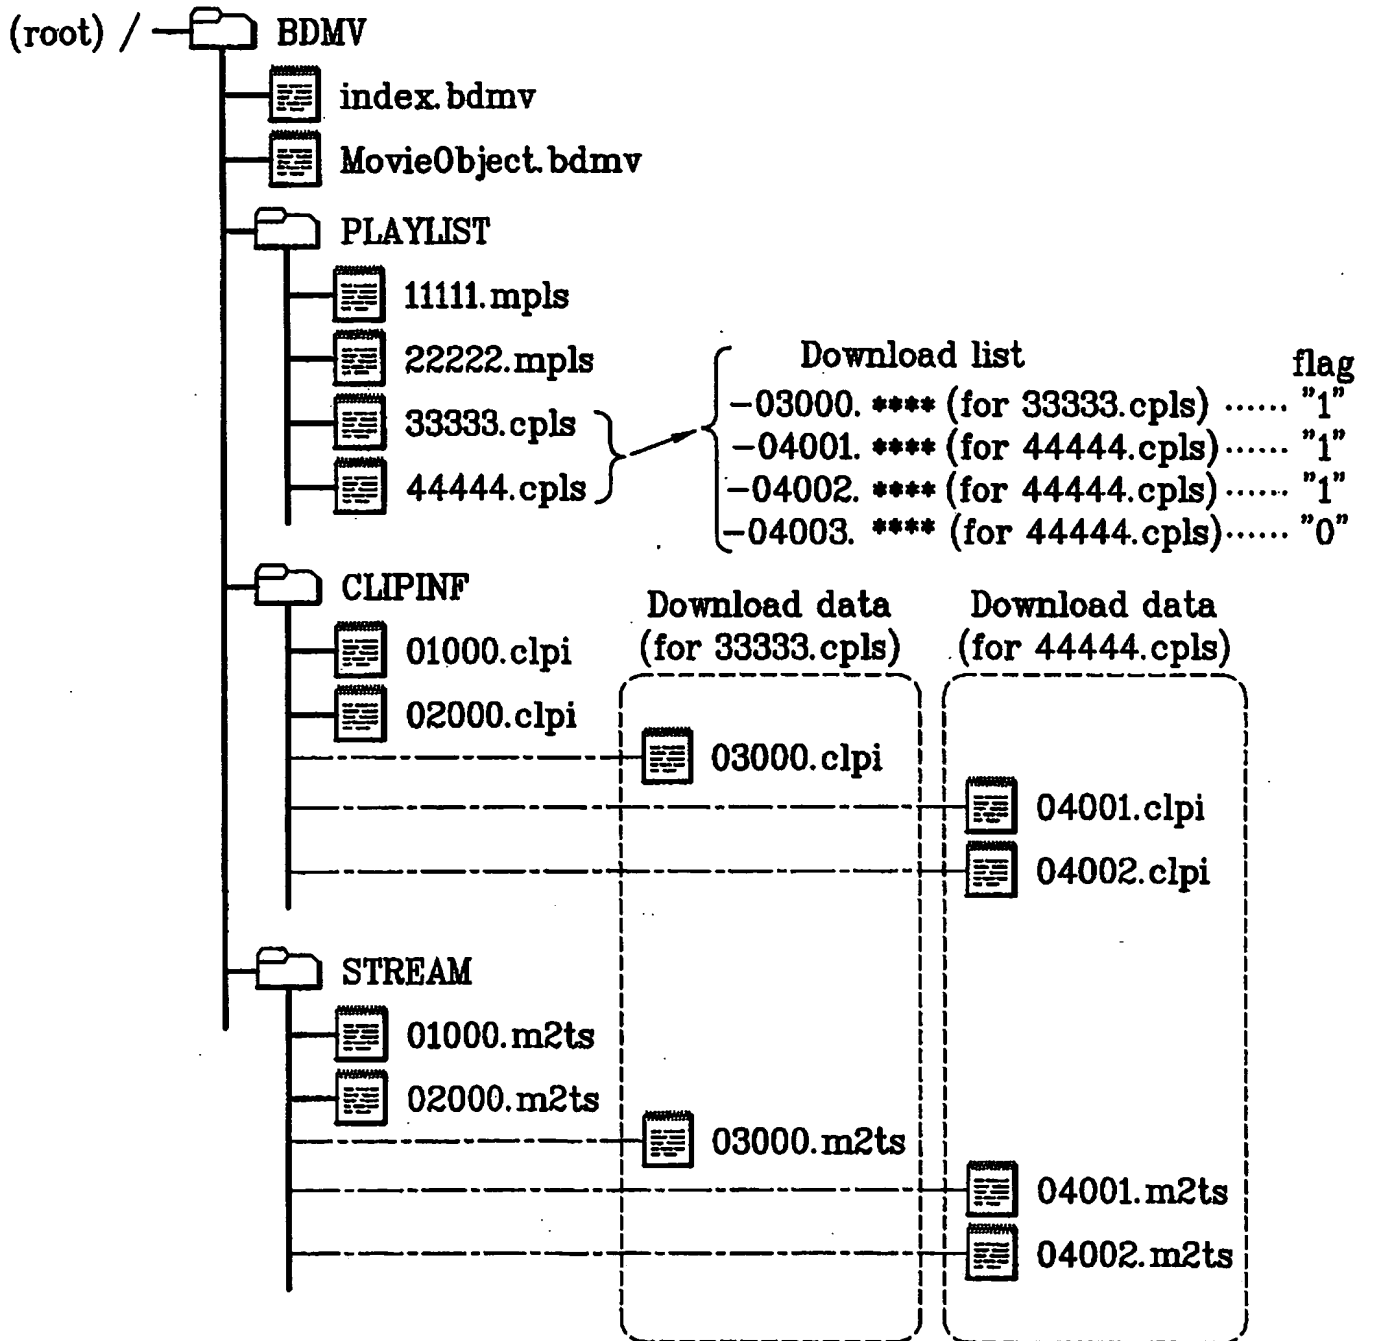 (root) / BDMV
index.bdmv
MovieObject.bdmv
PLAYLIST
11111.mpls
22222.mpls
33333.cpls
44444.cpls
Download list
flag
-03000. **** (for 33333.cpls) ...... "1"
-04001. **** (for 44444.cpls) ...... "1"
-04002. **** (for 44444.cpls) ...... "1"
-04003. **** (for 44444.cpls) ...... "0"
CLIPINF
01000.clpi
02000.clpi
Download data
(for 33333.cpls)
Download data
(for 44444.cpls)
03000.clpi
04001.clpi
04002.clpi
STREAM
01000.m2ts
02000.m2ts
03000.m2ts
04001.m2ts
04002.m2ts